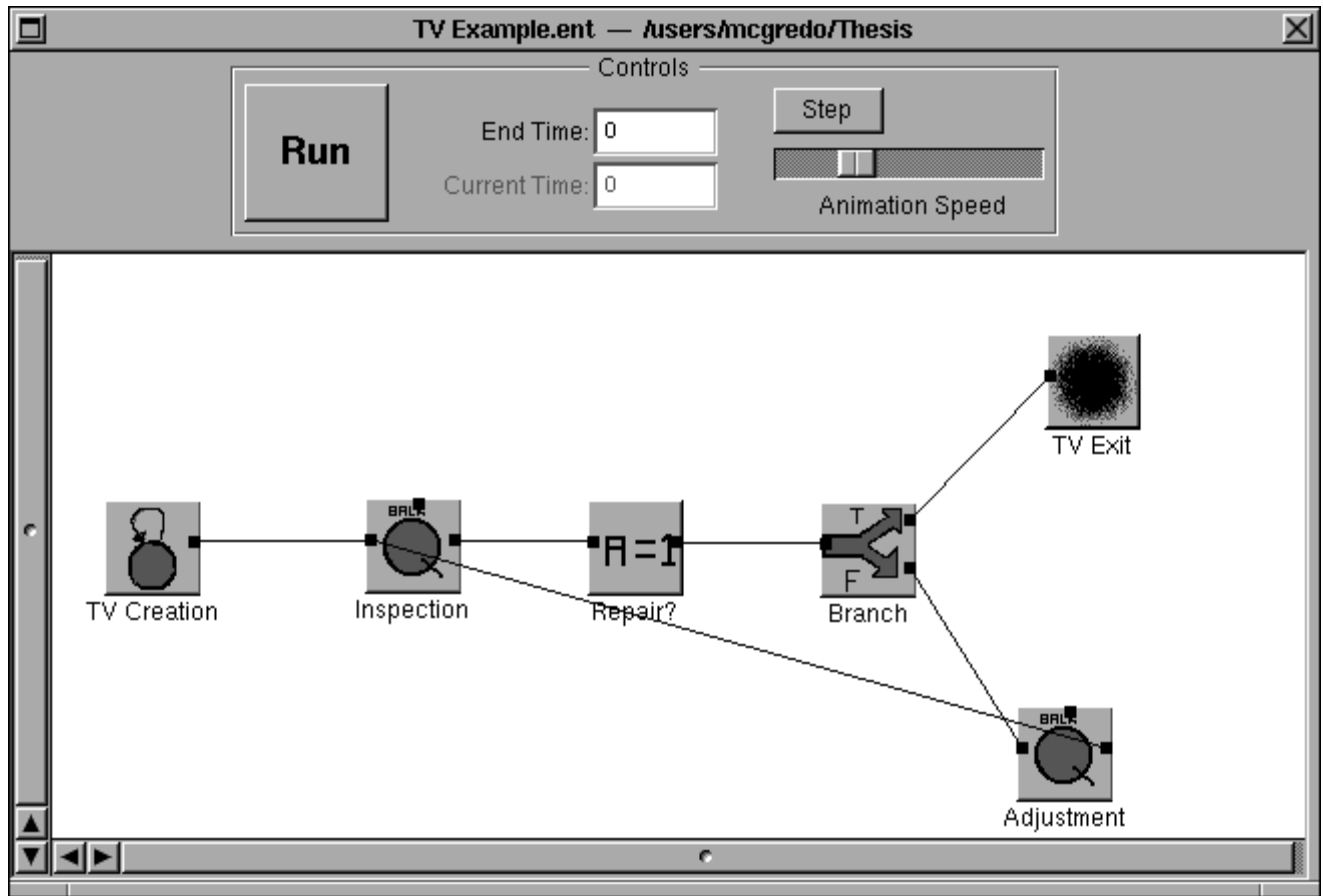 TV Example.ent — /users/mcgredo/Thesis
Controls
Run
End Time: 0
Current Time: 0
Step
Animation Speed
TV Exit
BALK
A=1
T
F
TV Creation
Inspection
Repair?
Branch
BALK
Adjustment